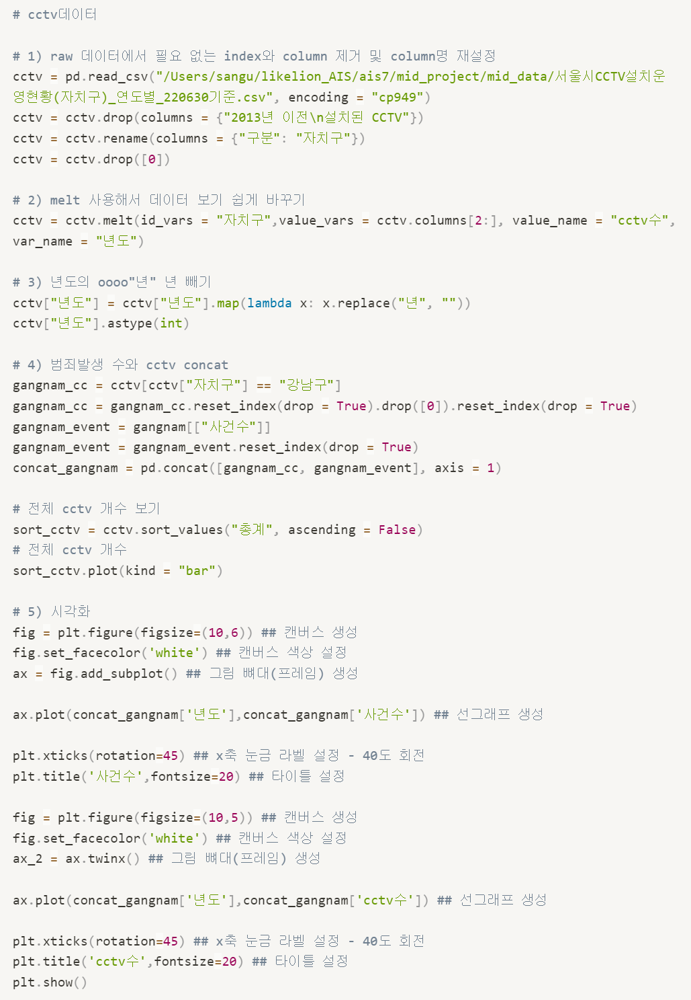 # cctv데이터
# 1) raw 데이터에서 필요 없는 index와 column 제거 및 column명 재설정
cctv = pd.read_csv("/Users/sangu/likelion_AIS/ais7/mid_project/mid_data/서울시CCTV설치운
영현황(자치구)_연도별_220630기준.csv", encoding = "cp949")
cctv = cctv.drop(columns = {"2013년 이전\n설치된 CCTV"})
cctv = cctv.rename(columns = {"구분": "자치구"})
cctv = cctv.drop([0])
# 2) melt 사용해서 데이터 보기 쉽게 바꾸기
cctv = cctv.melt(id_vars = "자치구",value_vars = cctv.columns[2:], value_name = "cctv수",
var_name = "년도")
# 3) 년도의 oooo"년" 년 빼기
cctv["년도"] = cctv["년도"].map(lambda x: x.replace("년", ""))
cctv["년도"].astype(int)
# 4) 범죄발생 수와 cctv concat
gangnam_cc = cctv[cctv["자치구"] == "강남구"]
gangnam_cc = gangnam_cc.reset_index(drop = True).drop([0]).reset_index(drop = True)
gangnam_event = gangnam[["사건수"]]
gangnam_event = gangnam_event.reset_index(drop = True)
concat_gangnam = pd.concat([gangnam_cc, gangnam_event], axis = 1)
# 전체 cctv 개수 보기
sort_cctv = cctv.sort_values("총계", ascending = False)
# 전체 cctv 개수
sort_cctv.plot(kind = "bar")
# 5) 시각화
fig = plt.figure(figsize=(10,6)) ## 캔버스 생성
fig.set_facecolor('white') ## 캔버스 색상 설정
ax = fig.add_subplot() ## 그림 뼈대(프레임) 생성
ax.plot(concat_gangnam['년도'],concat_gangnam['사건수']) ## 선그래프 생성
plt.xticks(rotation=45) ## x축 눈금 라벨 설정 - 40도 회전
plt.title('사건수',fontsize=20) ## 타이틀 설정
fig = plt.figure(figsize=(10,5)) ## 캔버스 생성
fig.set_facecolor('white') ## 캔버스 색상 설정
ax_2 = ax.twinx() ## 그림 뼈대(프레임) 생성
ax.plot(concat_gangnam['년도'],concat_gangnam['cctv수']) ## 선그래프 생성
plt.xticks(rotation=45) ## x축 눈금 라벨 설정 - 40도 회전
plt.title('cctv수',fontsize=20) ## 타이틀 설정
plt.show()